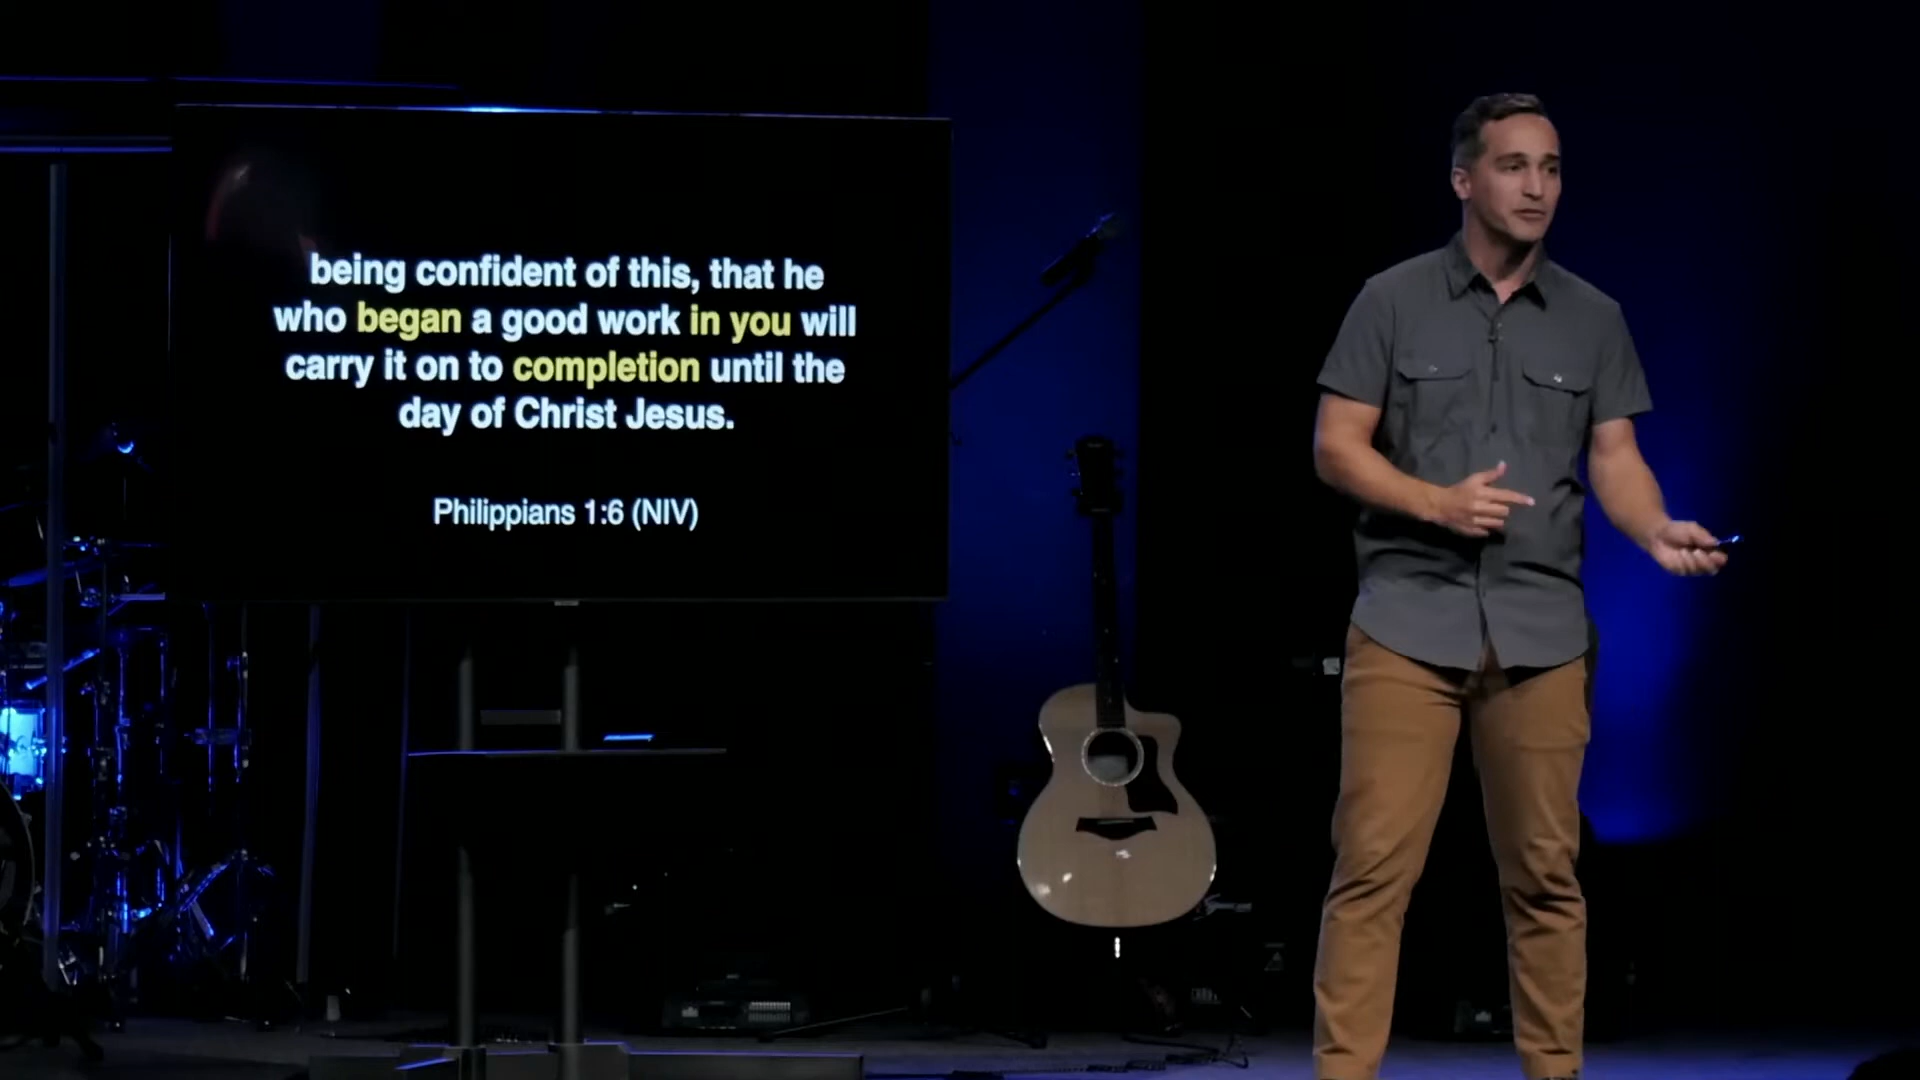 being confident of this, that he
who began a good work in you will
carry it on to completion until the
day of Christ Jesus.
Philippians 1:6 (NIV)